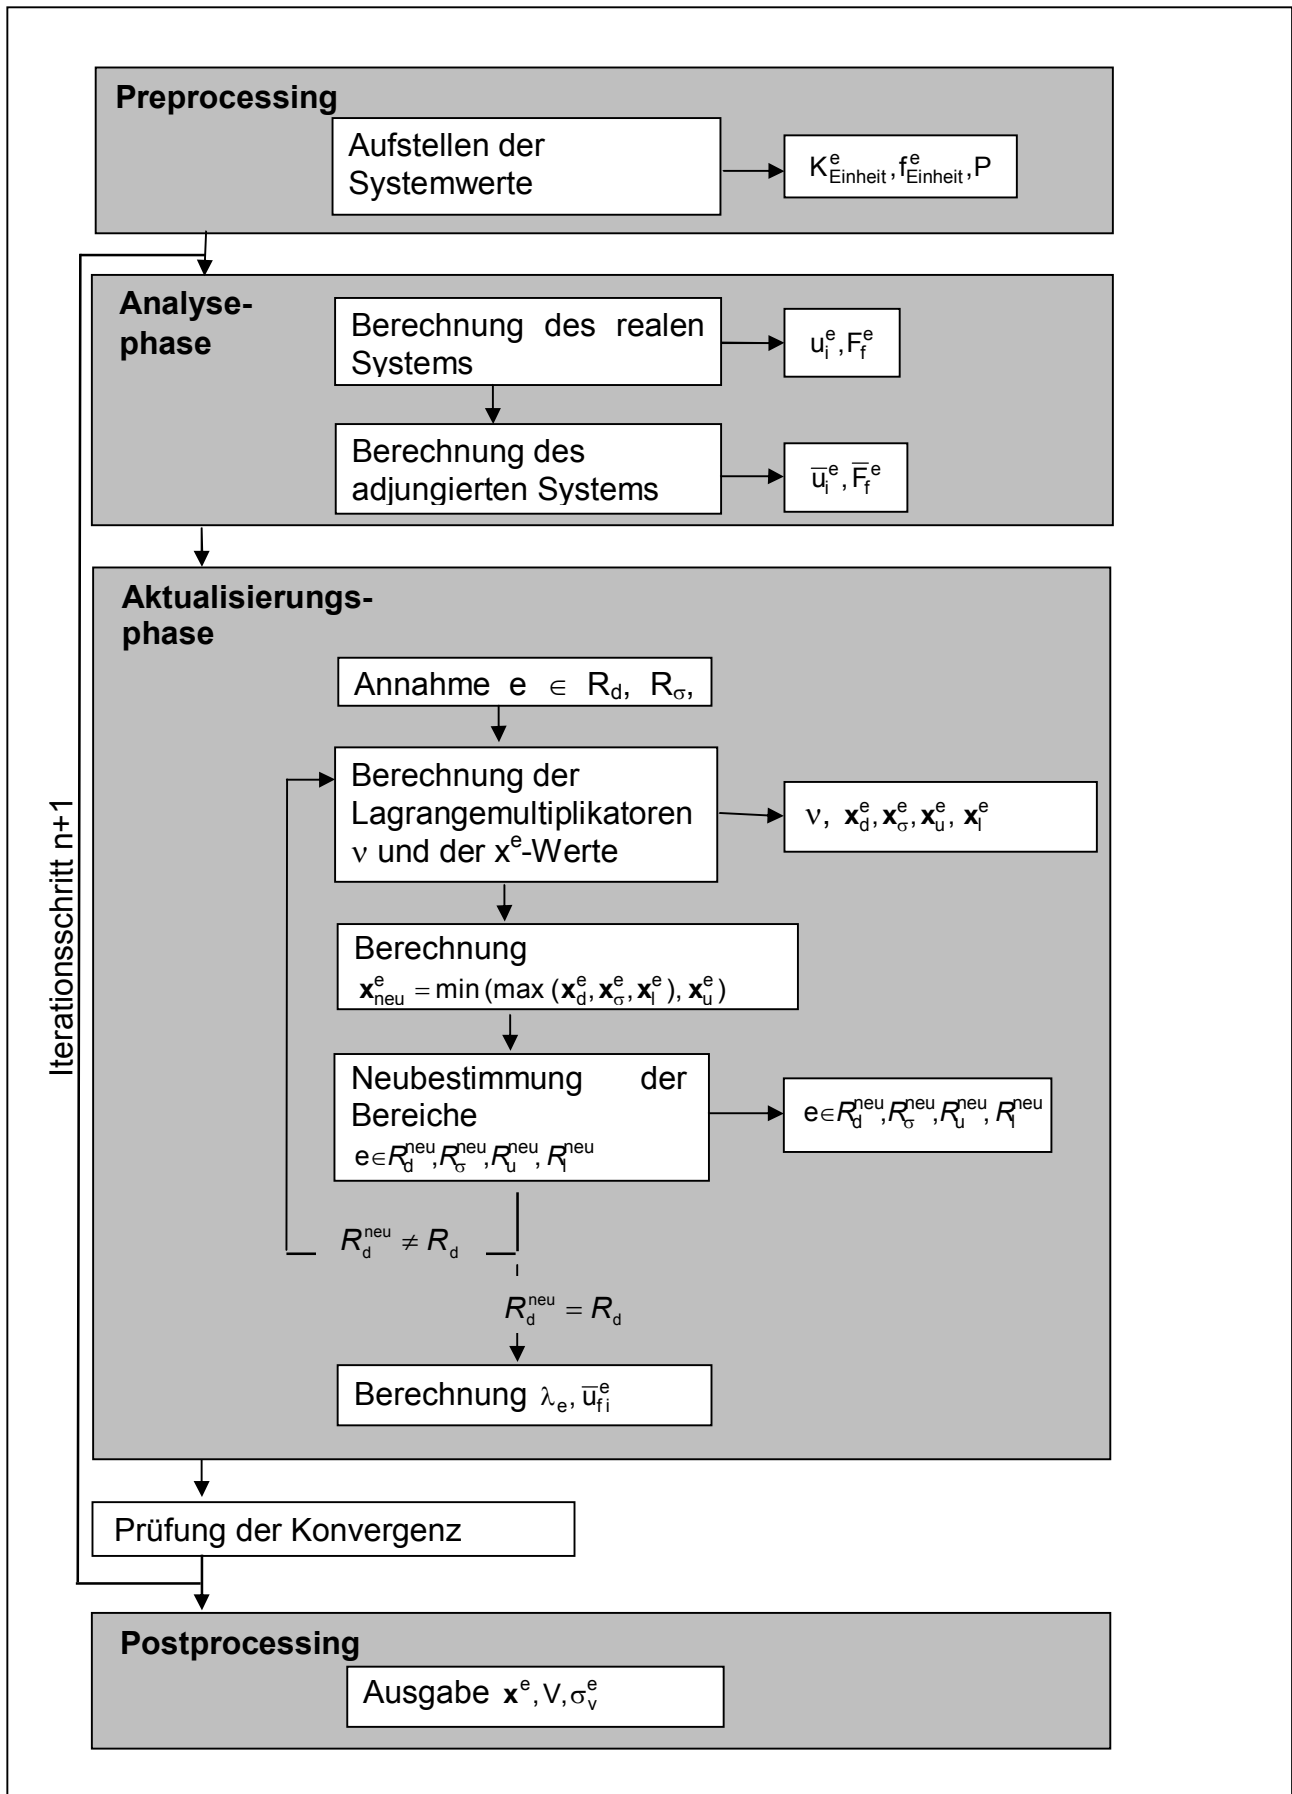 Preprocessing
Aufstellen der
Systemwerte
K^e_Einheit, f^e_Einheit, P
Analyse-
phase
Berechnung des realen
Systems
u_i^e, F_f^e
Berechnung des
adjungierten Systems
u̅_i^e, F̅_f^e
Aktualisierungs-
phase
Annahme e ∈ R_d, R_σ,
Berechnung der
Lagrangemultiplikatoren
ν und der x^e-Werte
ν, x_d^e, x_σ^e, x_u^e, x_l^e
Berechnung
x_neu^e = min (max (x_d^e, x_σ^e, x_l^e), x_u^e)
Neubestimmung der
Bereiche
e∈R_d^neu, R_σ^neu, R_u^neu, R_l^neu
e∈R_d^neu, R_σ^neu, R_u^neu, R_l^neu
R_d^neu ≠ R_d
R_d^neu = R_d
Berechnung λ_e, u̅_fi^e
Iterationsschritt n+1
Prüfung der Konvergenz
Postprocessing
Ausgabe x^e, V, σ_v^e